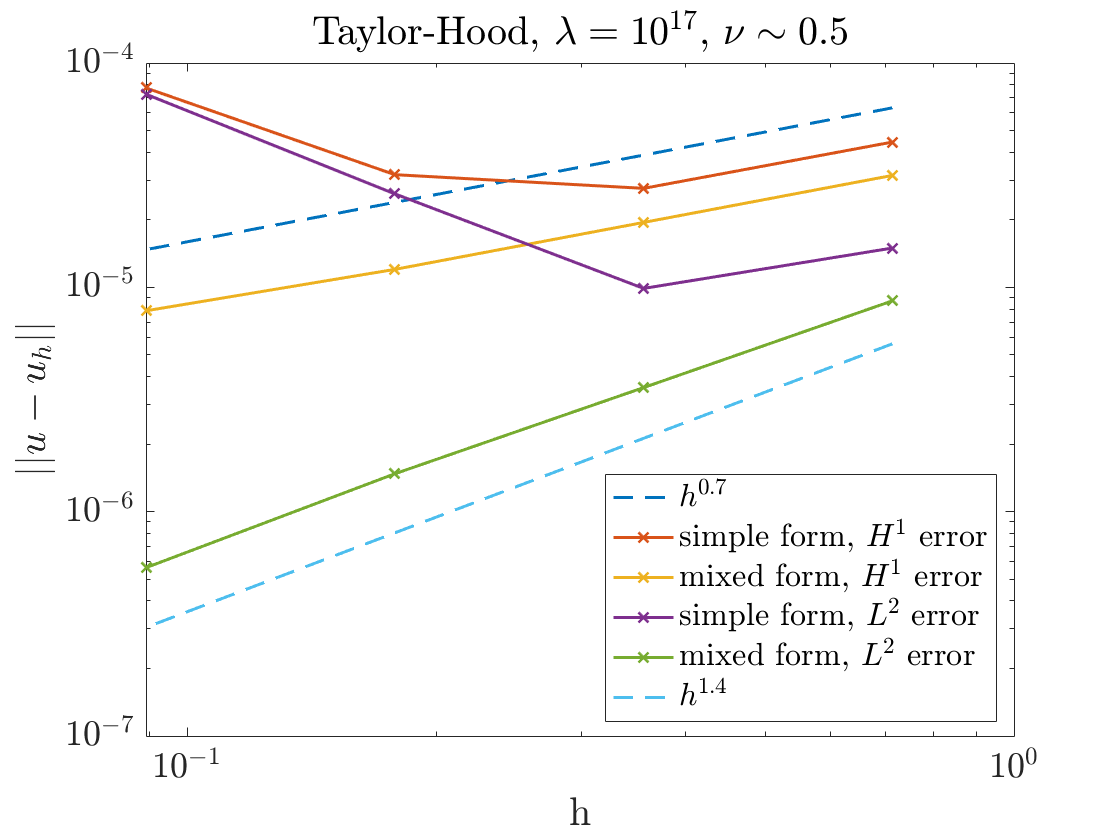 Taylor-Hood, λ = 10^17, ν ∼ 0.5
10^-4
10^-5
10^-6
10^-7
||u − u_h||
h^0.7
simple form, H^1 error
mixed form, H^1 error
simple form, L^2 error
mixed form, L^2 error
h^1.4
10^-1
10^0
h